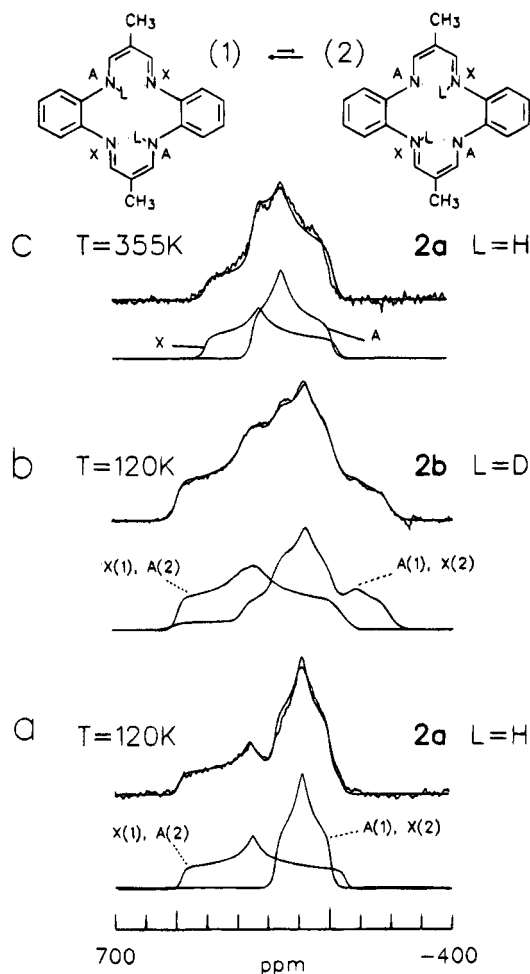 CH₃ (1) ⇌ (2) CH₃
A N N X A N N X
L L
L L
X N N A X N N A
CH₃ CH₃
c T=355K 2a L=H
X A
b T=120K 2b L=D
X(1), A(2) A(1), X(2)
a T=120K 2a L=H
X(1), A(2) A(1), X(2)
700 ppm -400